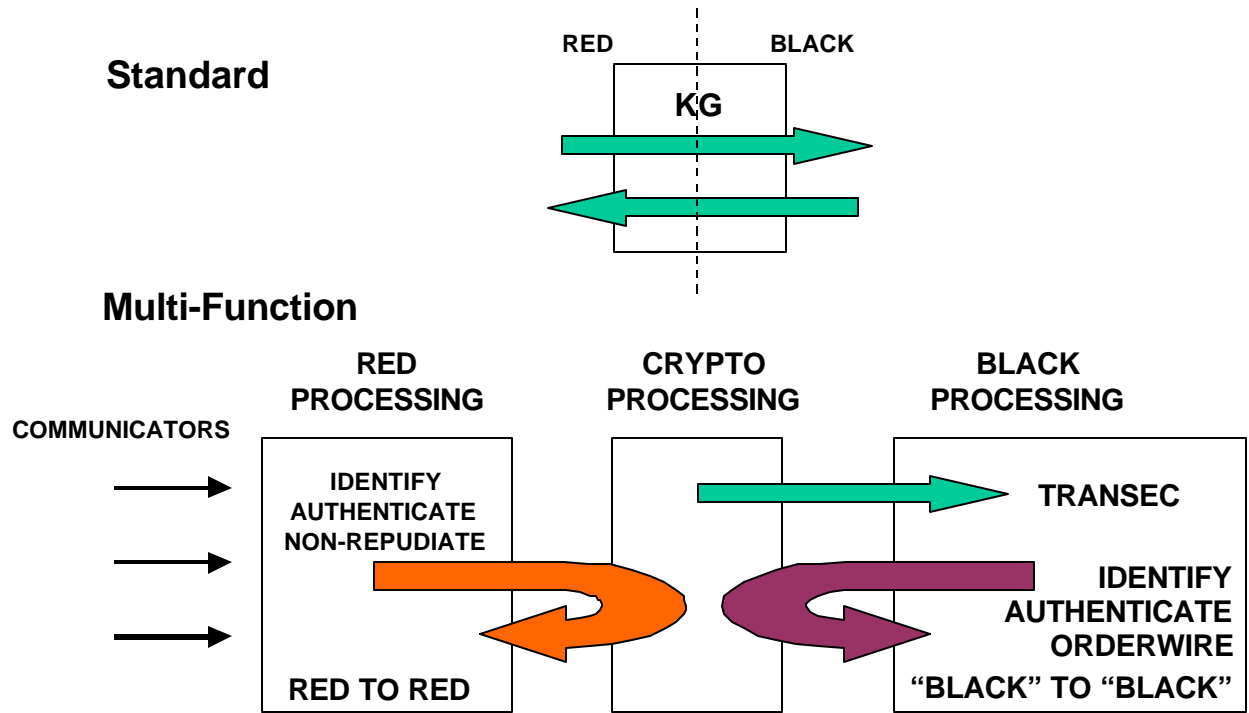 Standard
RED
BLACK
KG
Multi-Function
COMMUNICATORS
RED
PROCESSING
CRYPTO
PROCESSING
BLACK
PROCESSING
IDENTIFY
AUTHENTICATE
NON-REPUDIATE
RED TO RED
TRANSEC
IDENTIFY
AUTHENTICATE
ORDERWIRE
“BLACK” TO “BLACK”